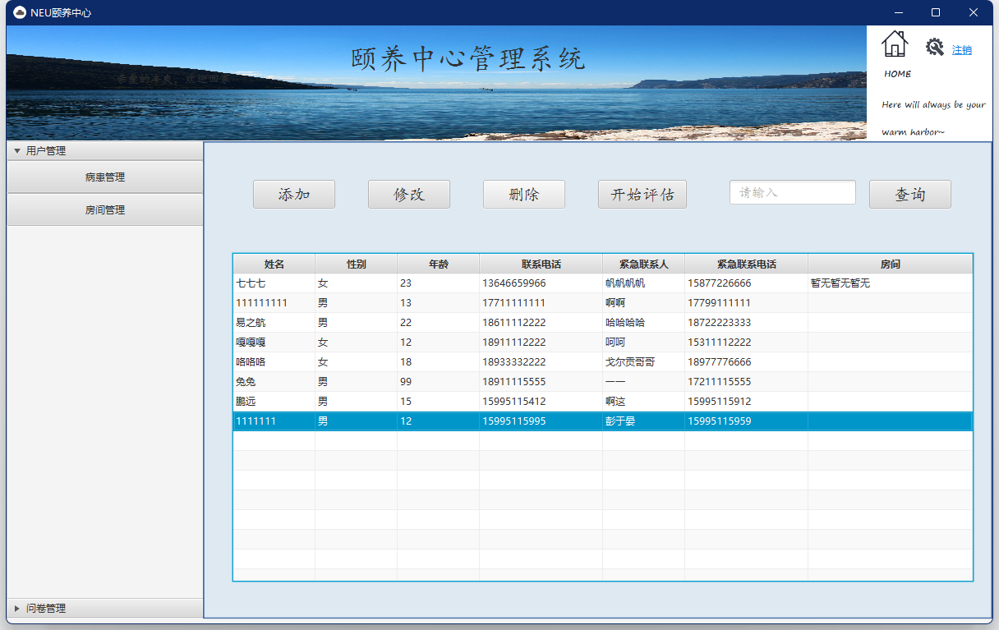 NEU颐养中心
颐养中心管理系统
注销
亲爱的本良，欢迎回家
HOME
Here will always be your
warm harbor~
用户管理
病患管理
房间管理
添加 修改 删除 开始评估 请输入 查询
姓名 性别 年龄 联系电话 紧急联系人 紧急联系电话 房间
七七七 女 23 13646659966 帆帆帆帆 15877226666 暂无暂无暂无
111111111 男 13 17711111111 啊啊 17799111111
易之航 男 22 18611112222 哈哈哈哈 18722223333
嘎嘎嘎 女 12 18911112222 呵呵 15311112222
咯咯咯 女 18 18933332222 戈尔贡哥哥 18977776666
兔兔 男 99 18911115555 一一 17211115555
鹏远 男 15 15995115412 啊这 15995115912
1111111 男 12 15995115995 彭于晏 15995115959
问卷管理